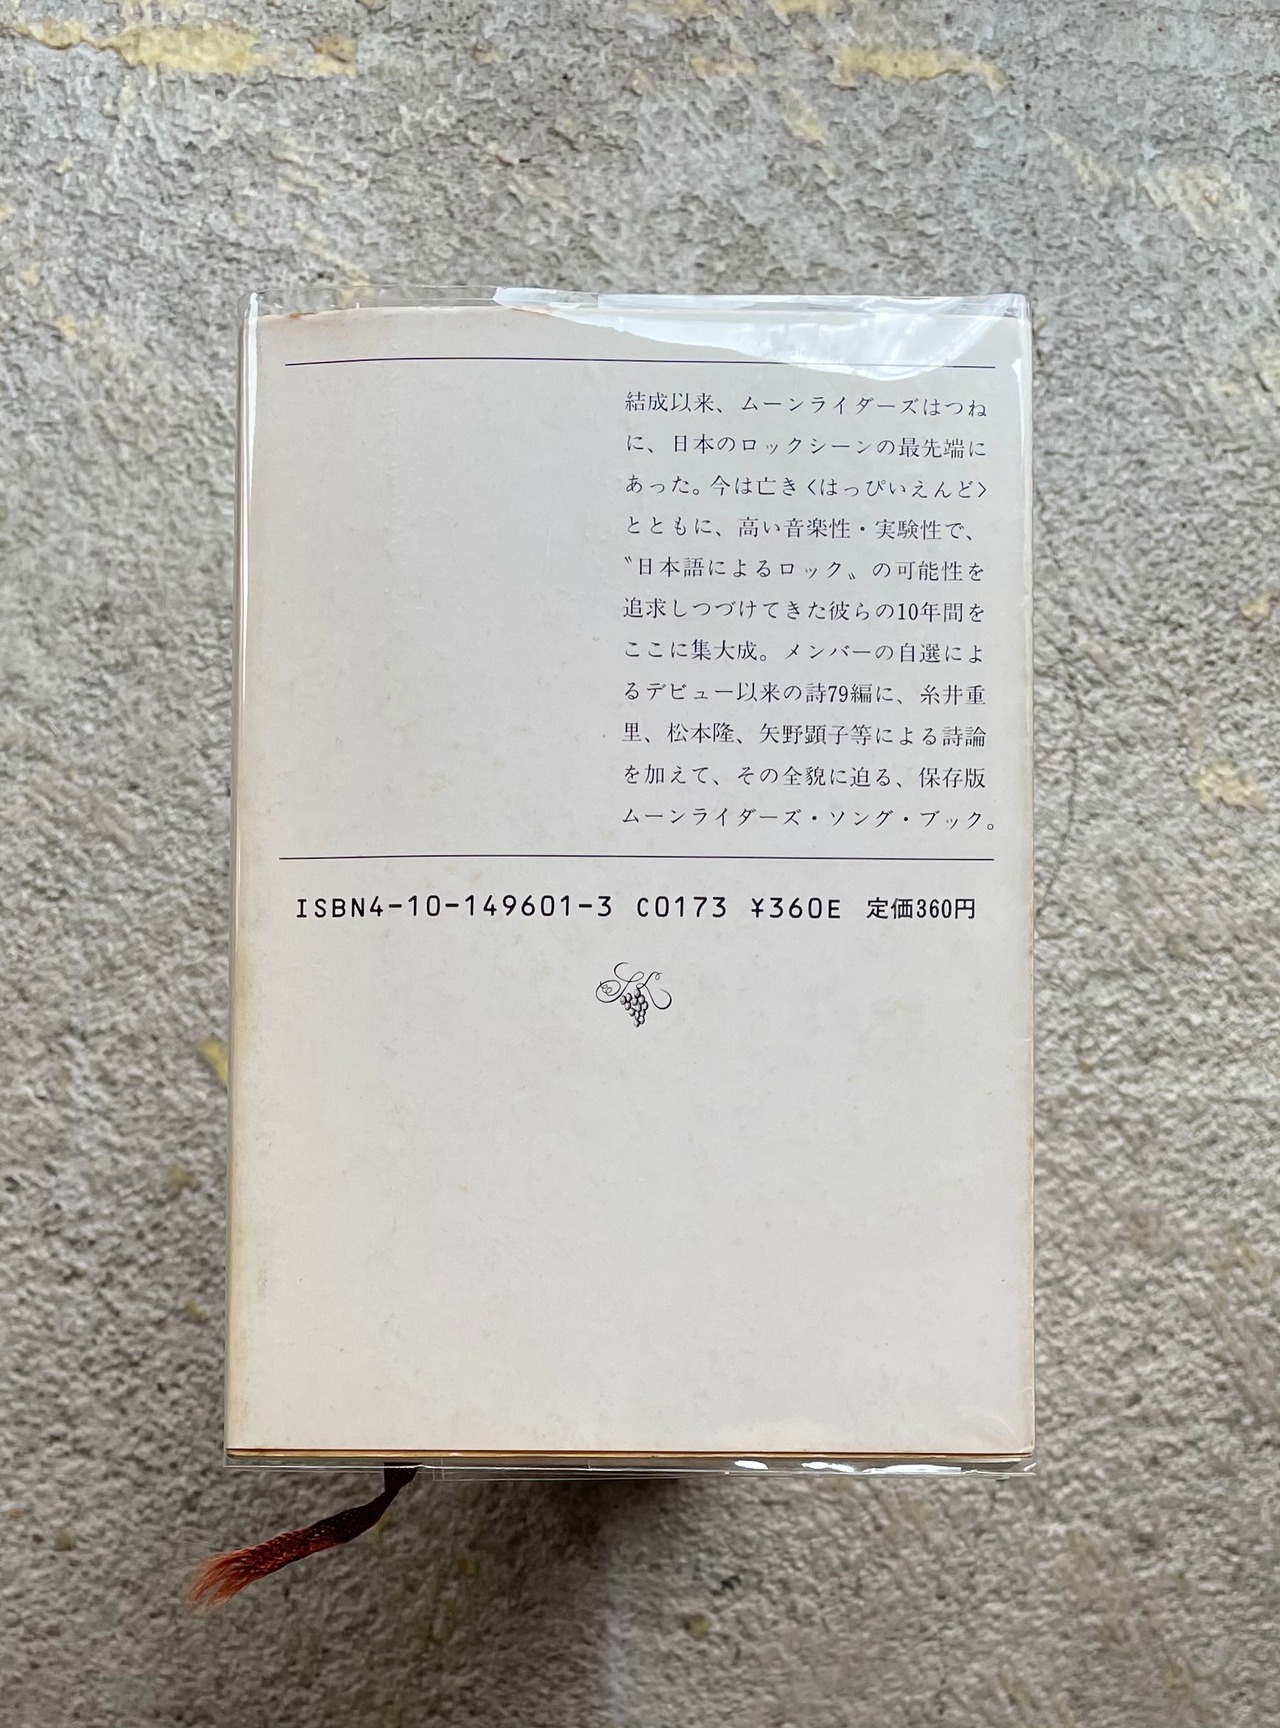 結成以来、ムーンライダーズはつね
に、日本のロックシーンの最先端に
あった。今は亡き〈はっぴいえんど〉
とともに、高い音楽性・実験性で、
〝日本語によるロック〟の可能性を
追求しつづけてきた彼らの10年間を
ここに集大成。メンバーの自選によ
るデビュー以来の詩79編に、糸井重
里、松本隆、矢野顕子等による詩論
を加えて、その全貌に迫る、保存版
ムーンライダーズ・ソング・ブック。
ISBN4-10-149601-3 C0173 ¥360E 定価360円